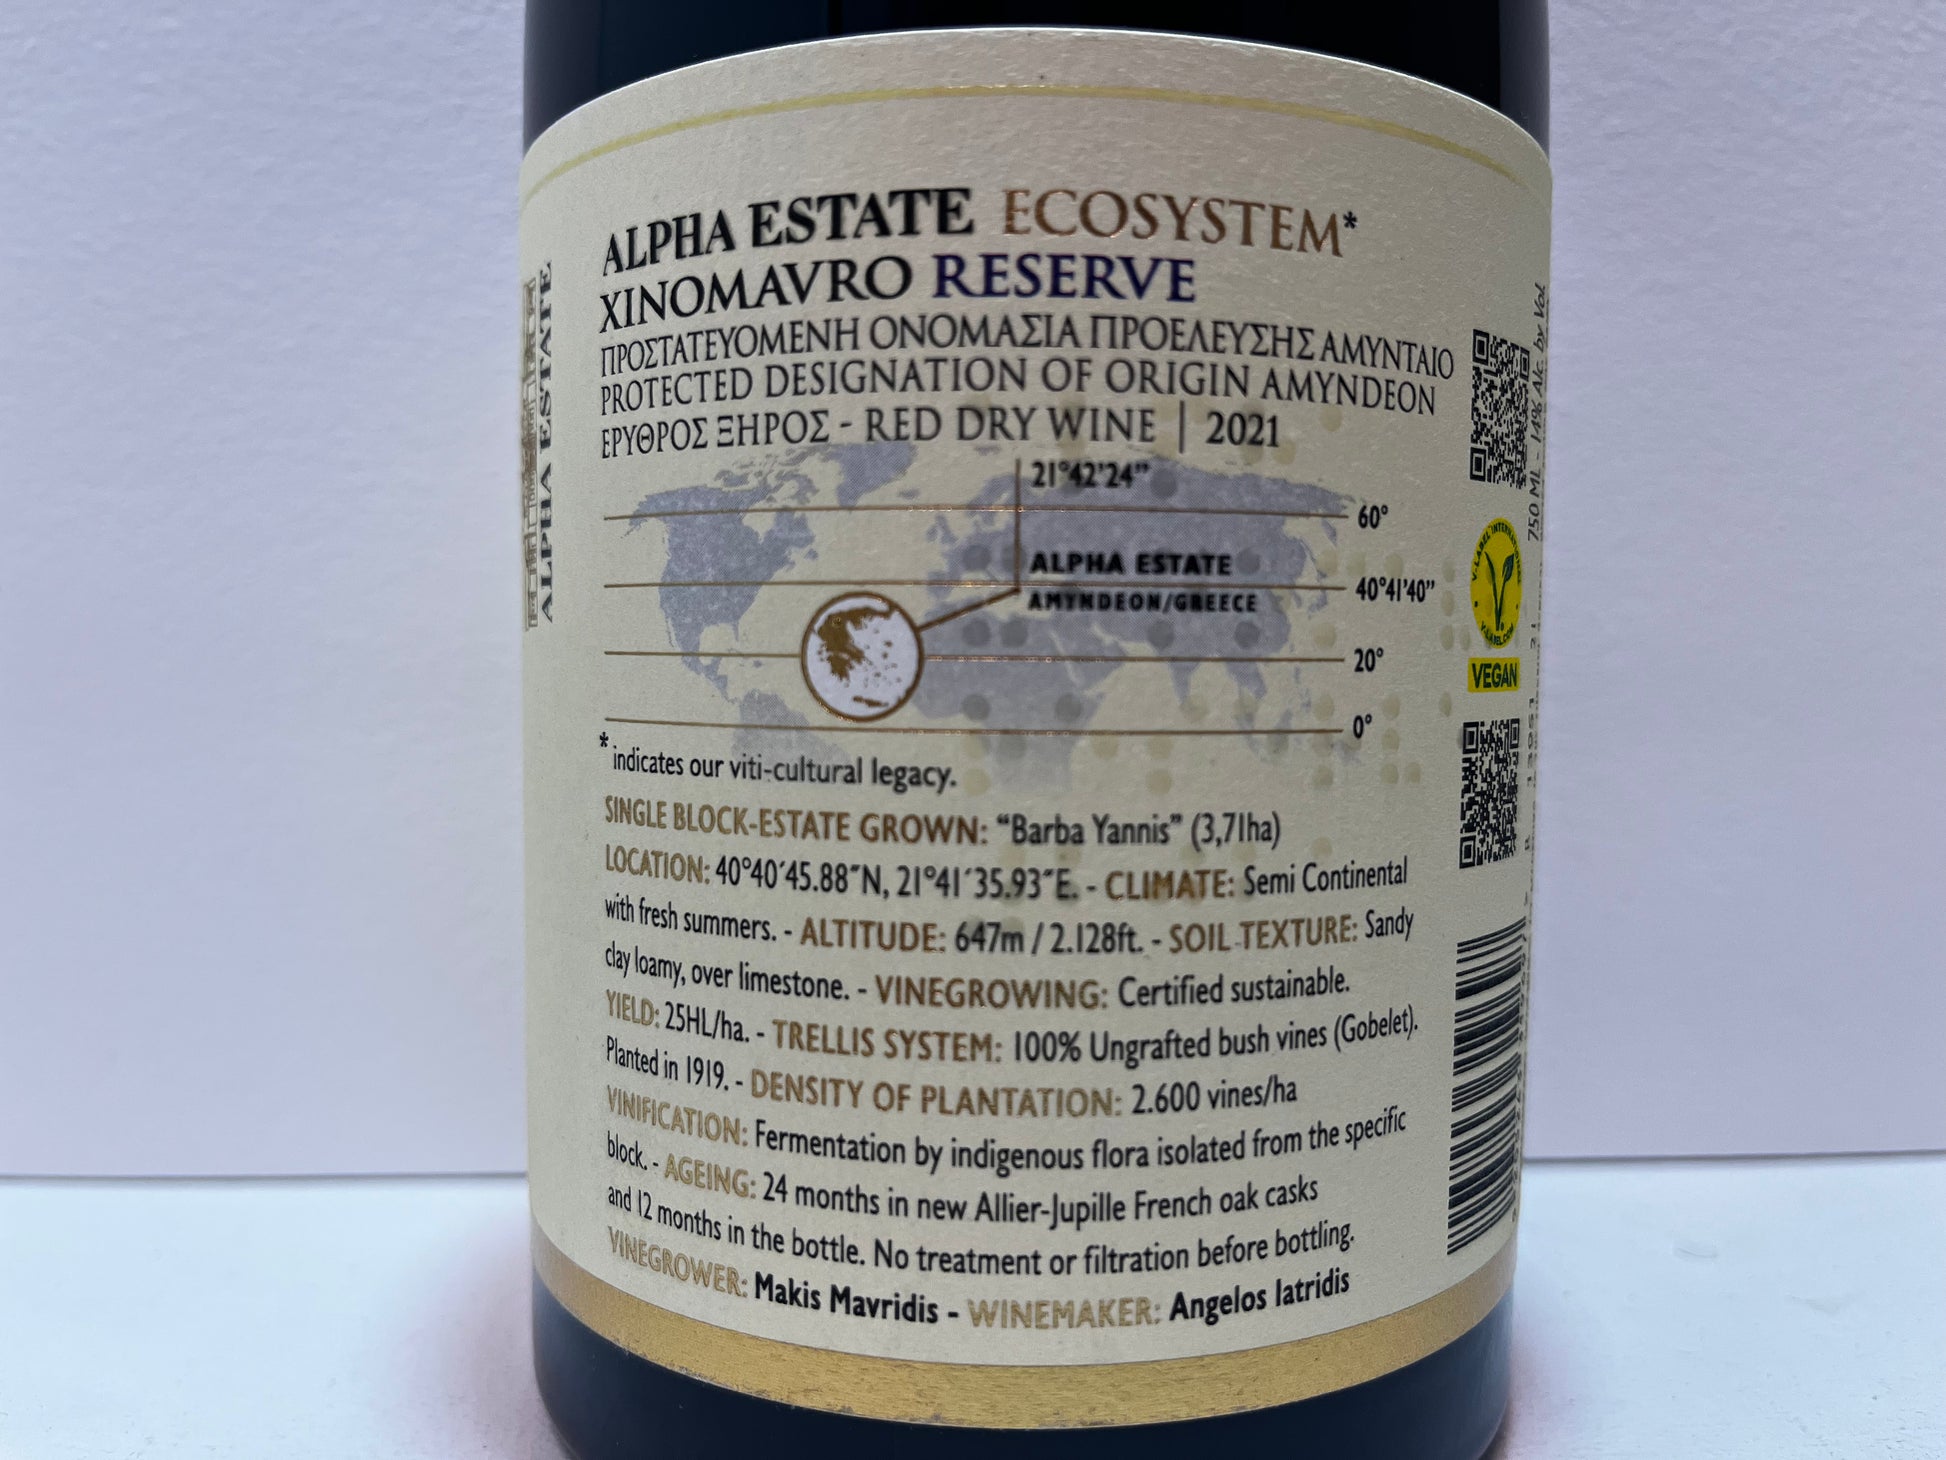 ALPHA ESTATE ECOSYSTEM*
XINOMAVRO RESERVE
ΠΡΟΣΤΑΤΕΥΟΜΕΝΗ ΟΝΟΜΑΣΙΑ ΠΡΟΕΛΕΥΣΗΣ ΑΜΥΝΤΑΙΟ
PROTECTED DESIGNATION OF ORIGIN AMYNDEON
ΕΡΥΘΡΟΣ ΞΗΡΟΣ - RED DRY WINE | 2021
21°42'24"
60°
ALPHA ESTATE
40°41'40"
AMYNDEON/GREECE
20°
0°
* indicates our viti-cultural legacy.
SINGLE BLOCK-ESTATE GROWN: "Barba Yannis" (3,71ha)
LOCATION: 40°40´45.88˝N, 21°41´35.93˝E. - CLIMATE: Semi Continental
with fresh summers. - ALTITUDE: 647m / 2.128ft. - SOIL TEXTURE: Sandy
clay loamy, over limestone. - VINEGROWING: Certified sustainable.
YIELD: 25HL/ha. - TRELLIS SYSTEM: 100% Ungrafted bush vines (Gobelet).
Planted in 1919. - DENSITY OF PLANTATION: 2.600 vines/ha
VINIFICATION: Fermentation by indigenous flora isolated from the specific
block. - AGEING: 24 months in new Allier-Jupille French oak casks
and 12 months in the bottle. No treatment or filtration before bottling.
VINEGROWER: Makis Mavridis - WINEMAKER: Angelos Iatridis
ALPHA ESTATE
V-LABEL INTERNATIONAL
V-LABEL.COM
VEGAN
750 ML - 14% Alc. by Vol.